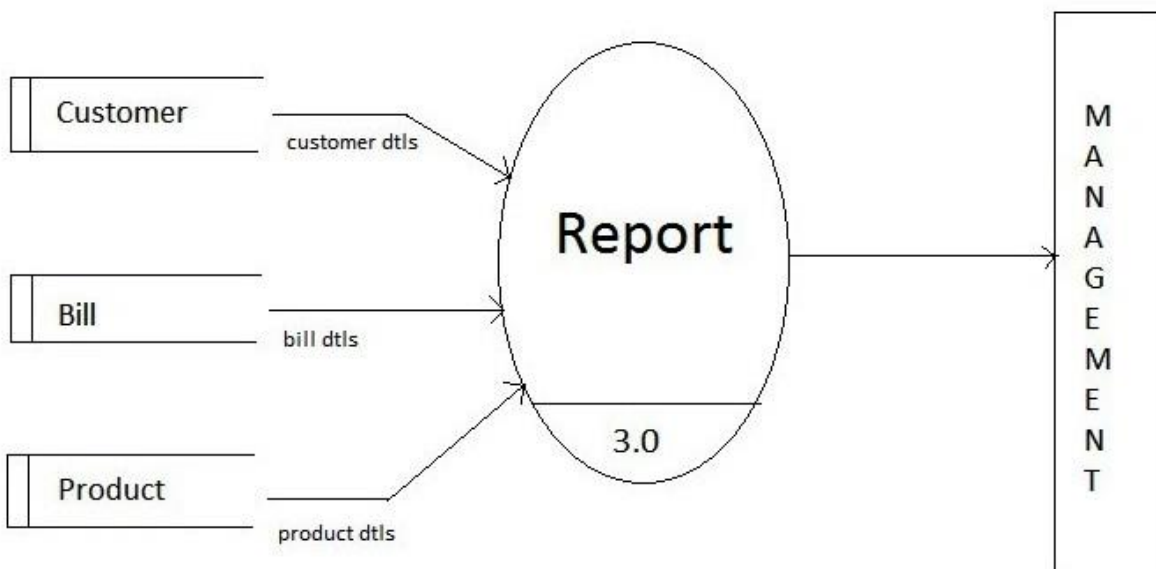 Customer
customer dtls
Bill
bill dtls
Product
product dtls
Report
3.0
M
A
N
A
G
E
M
E
N
T